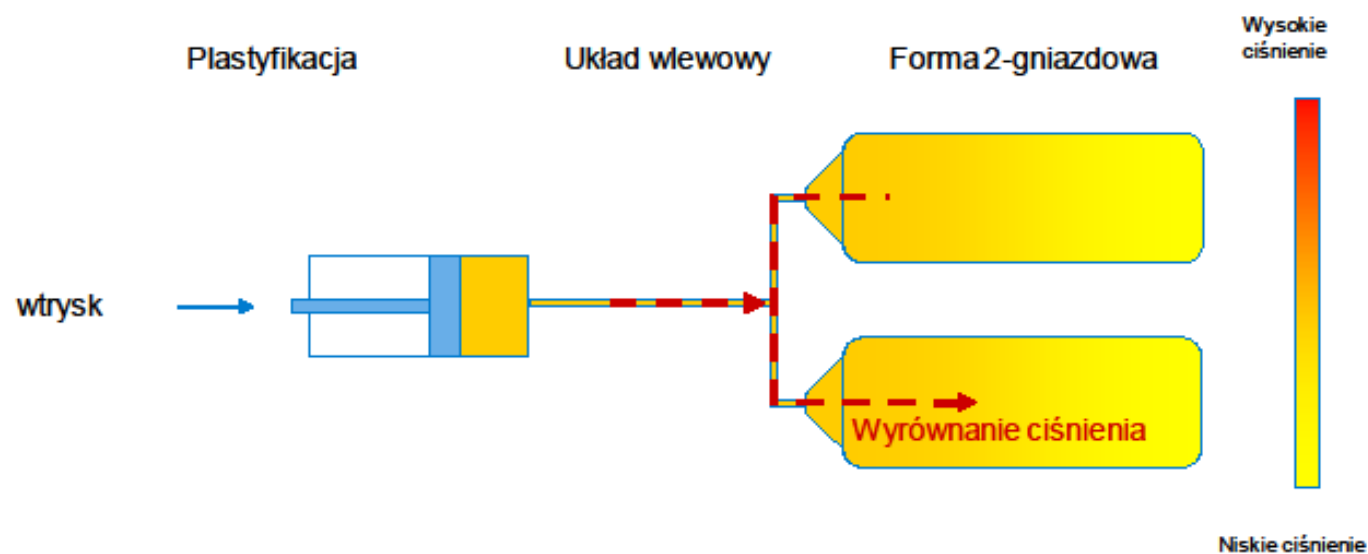 Plastyfikacja
Układ wlewowy
Forma 2-gniazdowa
Wysokie
ciśnienie
wtrysk
Wyrównanie ciśnienia
Niskie ciśnienie